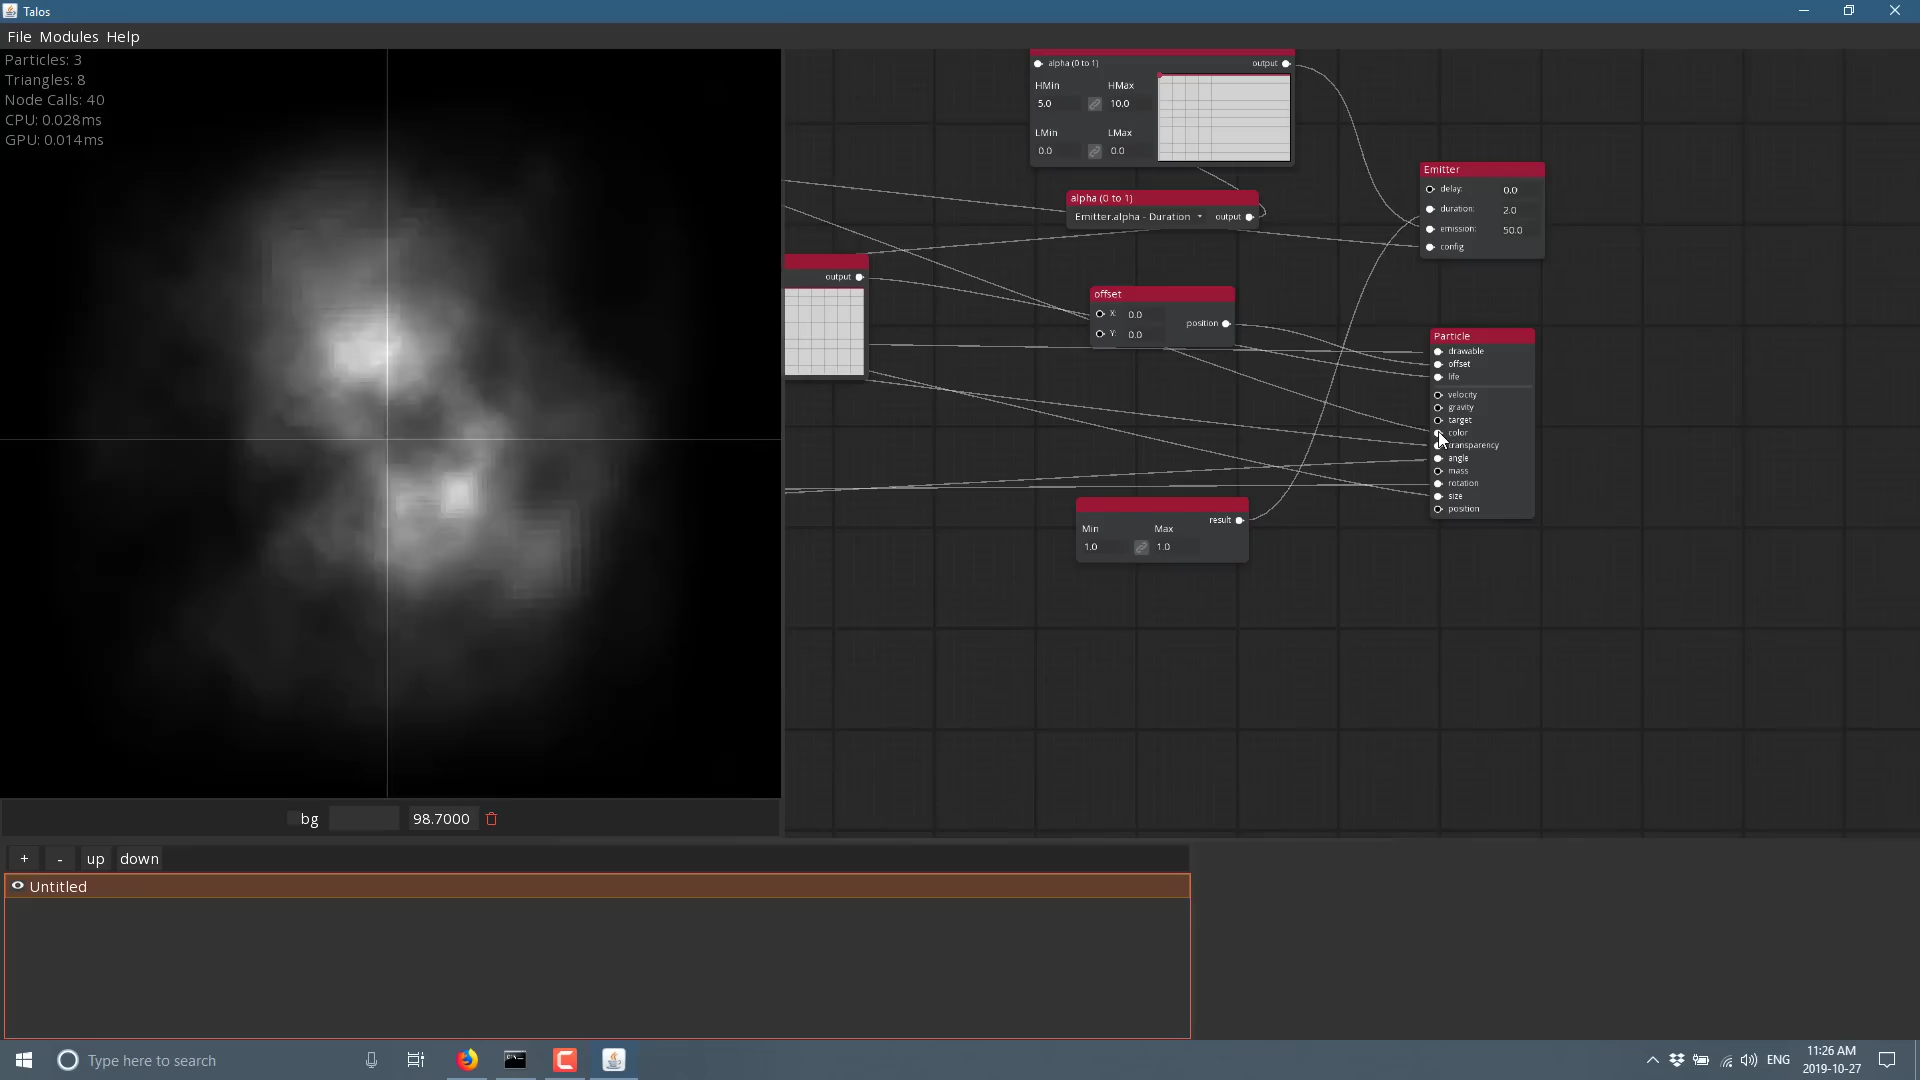 Talos
File Modules Help
Particles: 3
Triangles: 8
Node Calls: 40
CPU: 0.028ms
GPU: 0.014ms
alpha (0 to 1) output
HMin HMax
5.0 10.0
LMin LMax
0.0 0.0
alpha (0 to 1)
Emitter.alpha - Duration output
output
offset
X: 0.0
position
Y: 0.0
Emitter
delay: 0.0
duration: 2.0
emission: 50.0
config
Particle
drawable
offset
life
velocity
gravity
target
color
transparency
angle
mass
rotation
size
position
result
Min Max
1.0 1.0
bg 98.7000
+ - up down
Untitled
Type here to search
ENG
11:26 AM
2019-10-27